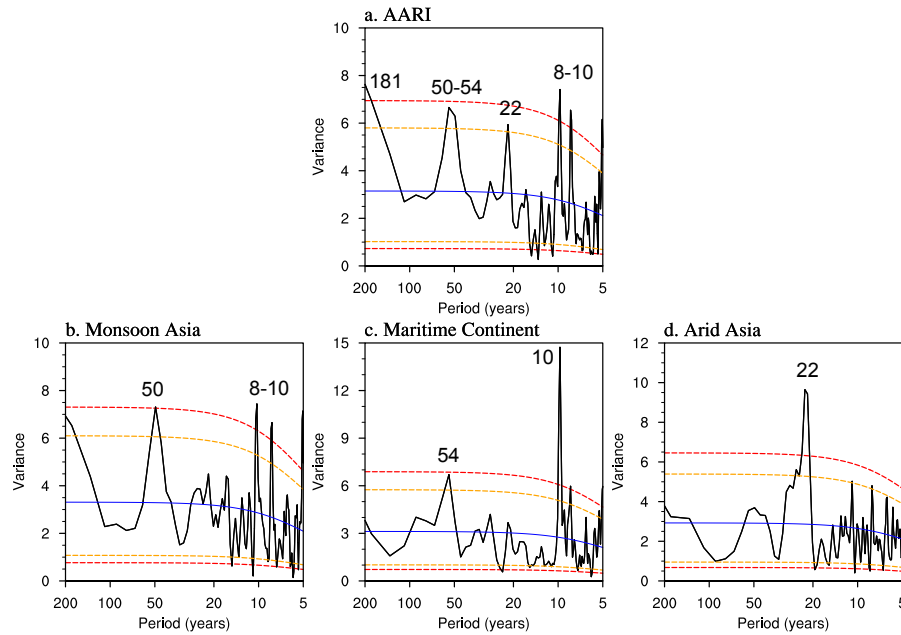 a. AARI
10
8
6
4
2
0
Variance
181
50-54
22
8-10
200 100 50 20 10 5
Period (years)
b. Monsoon Asia
10
8
6
4
2
0
Variance
50
8-10
200 100 50 20 10 5
Period (years)
c. Maritime Continent
15
12
9
6
3
0
Variance
54
10
200 100 50 20 10 5
Period (years)
d. Arid Asia
12
10
8
6
4
2
0
Variance
22
200 100 50 20 10 5
Period (years)